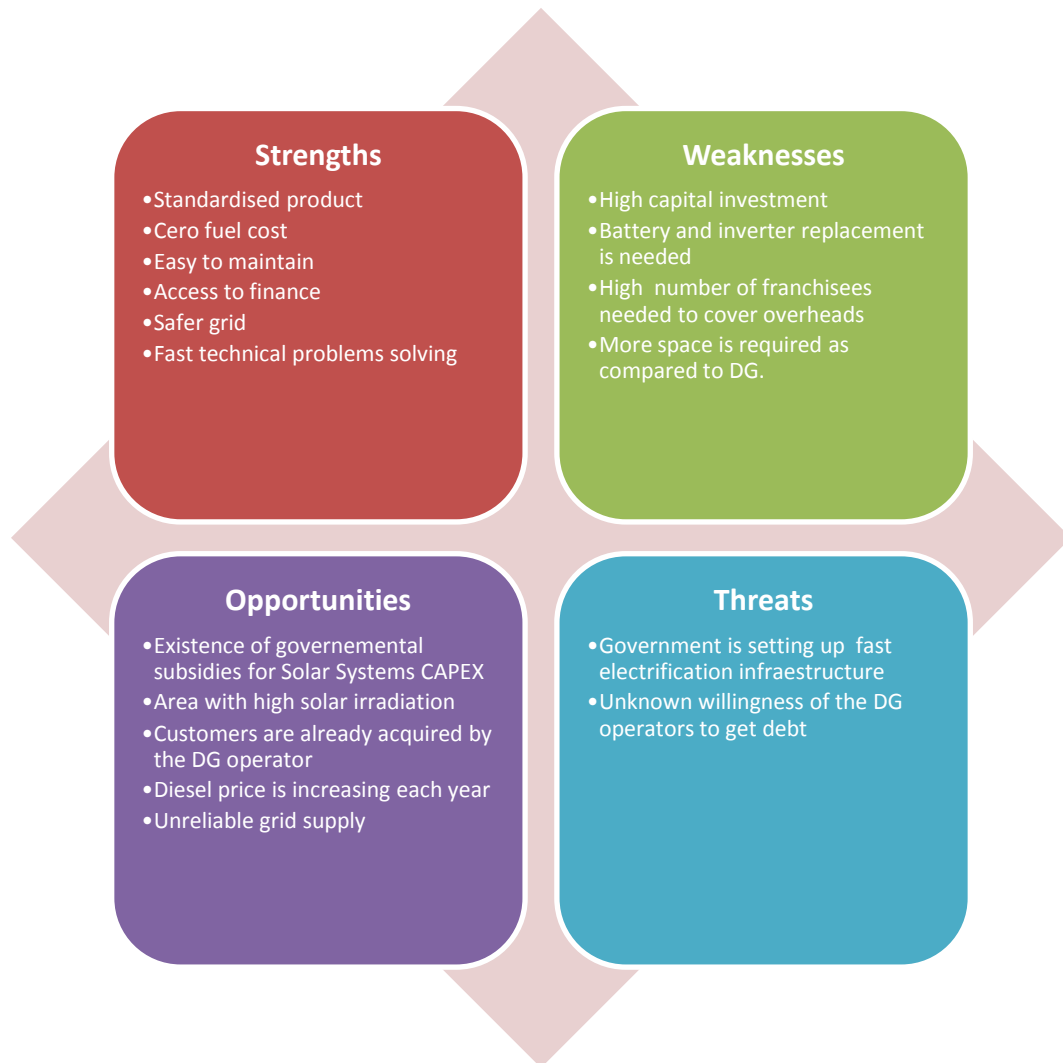 Strengths
•Standardised product
•Cero fuel cost
•Easy to maintain
•Access to finance
•Safer grid
•Fast technical problems solving
Weaknesses
•High capital investment
•Battery and inverter replacement
is needed
•High number of franchisees
needed to cover overheads
•More space is required as
compared to DG.
Opportunities
•Existence of governemental
subsidies for Solar Systems CAPEX
•Area with high solar irradiation
•Customers are already acquired by
the DG operator
•Diesel price is increasing each year
•Unreliable grid supply
Threats
•Government is setting up fast
electrification infraestructure
•Unknown willingness of the DG
operators to get debt